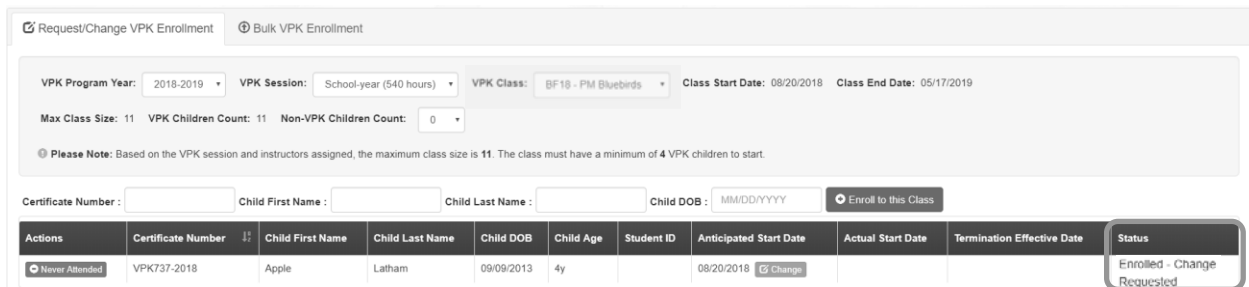 Request/Change VPK Enrollment Bulk VPK Enrollment
VPK Program Year: 2018-2019 VPK Session: School-year (540 hours) VPK Class: BF18 - PM Bluebirds Class Start Date: 08/20/2018 Class End Date: 05/17/2019
Max Class Size: 11 VPK Children Count: 11 Non-VPK Children Count: 0
Please Note: Based on the VPK session and instructors assigned, the maximum class size is 11. The class must have a minimum of 4 VPK children to start.
Certificate Number : Child First Name : Child Last Name : Child DOB : MM/DD/YYYY Enroll to this Class
Actions Certificate Number Child First Name Child Last Name Child DOB Child Age Student ID Anticipated Start Date Actual Start Date Termination Effective Date Status
Never Attended VPK737-2018 Apple Latham 09/09/2013 4y 08/20/2018 Change Enrolled - Change
Requested